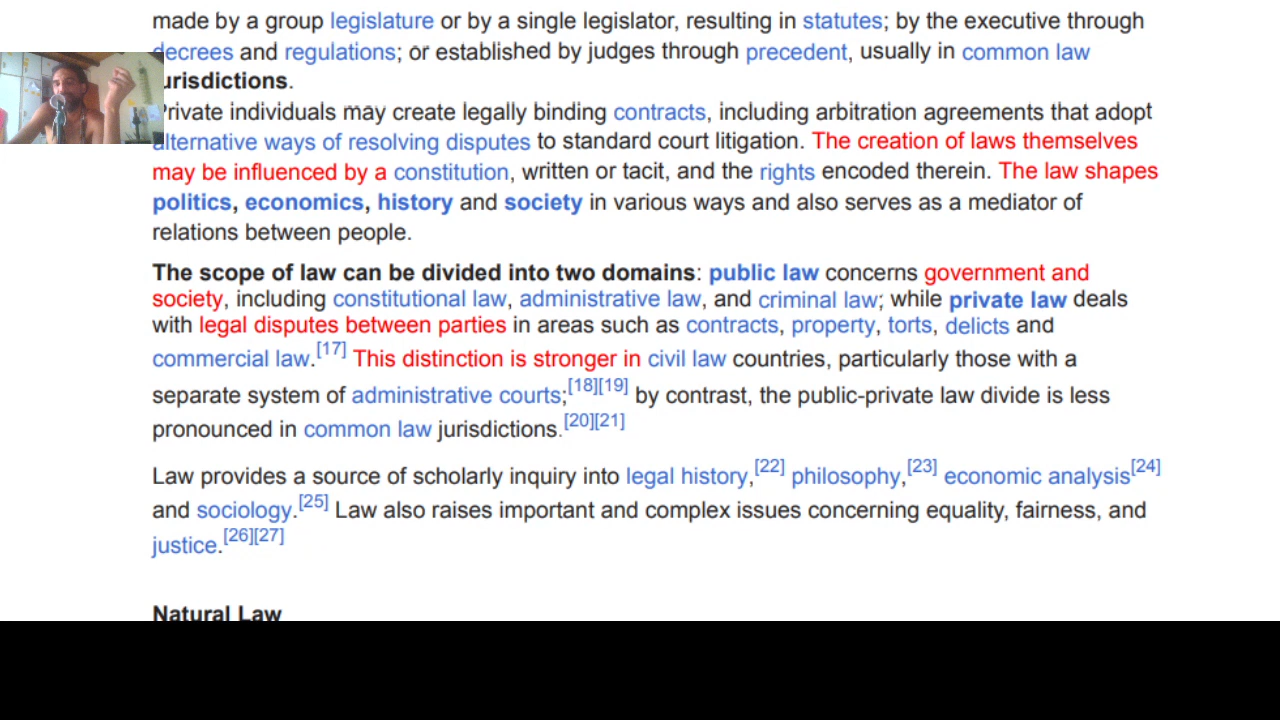 made by a group legislature or by a single legislator, resulting in statutes; by the executive through
decrees and regulations; or established by judges through precedent, usually in common law
urisdictions.
Private individuals may create legally binding contracts, including arbitration agreements that adopt
alternative ways of resolving disputes to standard court litigation. The creation of laws themselves
may be influenced by a constitution, written or tacit, and the rights encoded therein. The law shapes
politics, economics, history and society in various ways and also serves as a mediator of
relations between people.
The scope of law can be divided into two domains: public law concerns government and
society, including constitutional law, administrative law, and criminal law; while private law deals
with legal disputes between parties in areas such as contracts, property, torts, delicts and
commercial law.[17] This distinction is stronger in civil law countries, particularly those with a
separate system of administrative courts;[18][19] by contrast, the public-private law divide is less
pronounced in common law jurisdictions.[20][21]
Law provides a source of scholarly inquiry into legal history,[22] philosophy,[23] economic analysis[24]
and sociology.[25] Law also raises important and complex issues concerning equality, fairness, and
justice.[26][27]
Natural Law